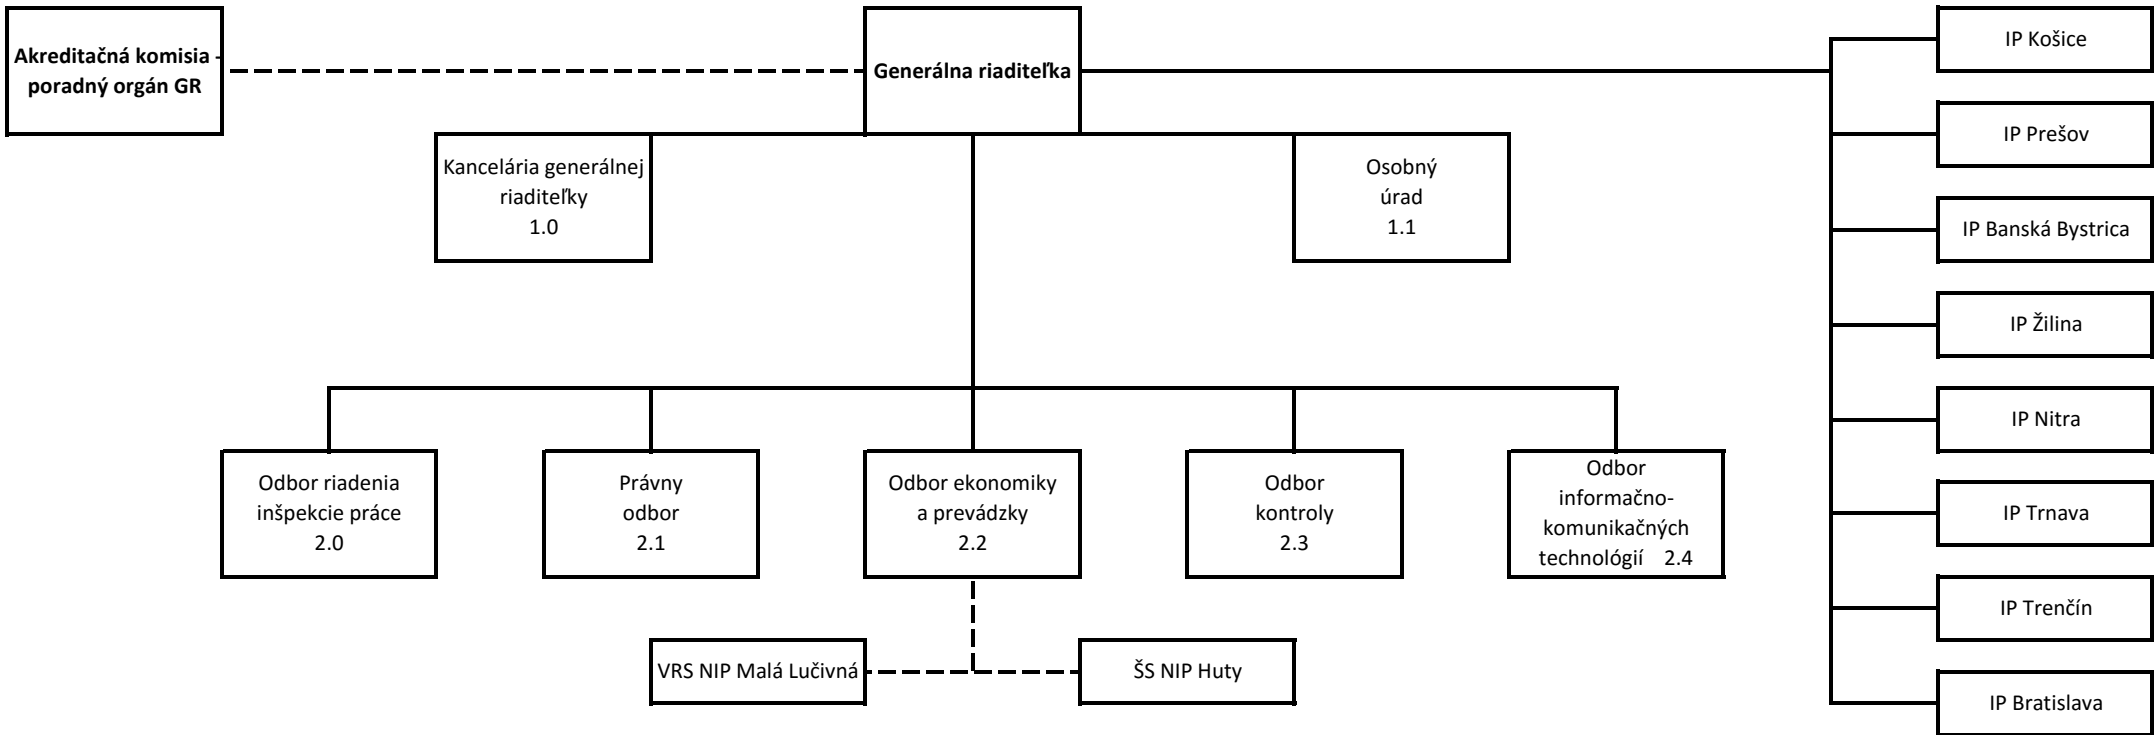 Akreditačná komisia -
poradný orgán GR
Generálna riaditeľka
IP Košice
IP Prešov
Kancelária generálnej
riaditeľky
1.0
Osobný
úrad
1.1
IP Banská Bystrica
IP Žilina
IP Nitra
Odbor riadenia
inšpekcie práce
2.0
Právny
odbor
2.1
Odbor ekonomiky
a prevádzky
2.2
Odbor
kontroly
2.3
Odbor
informačno-
komunikačných
technológií 2.4
IP Trnava
IP Trenčín
VRS NIP Malá Lučivná
ŠS NIP Huty
IP Bratislava